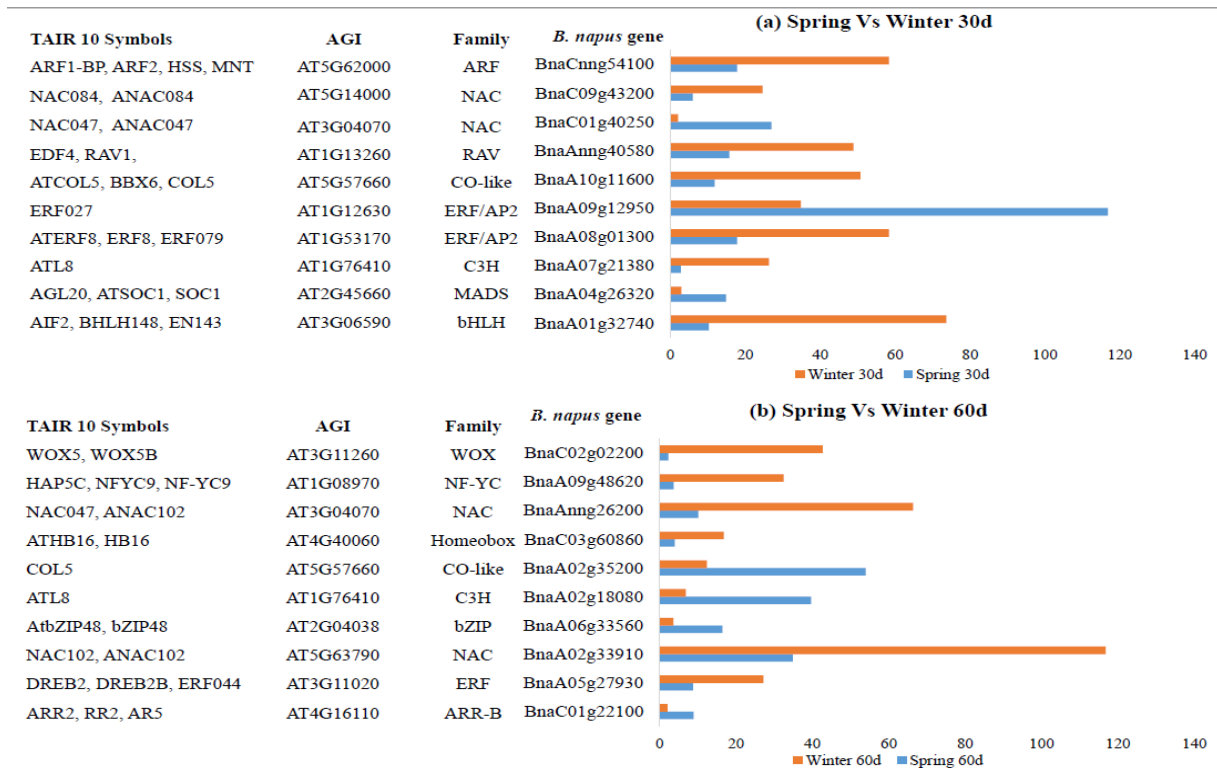 (a) Spring Vs Winter 30d
TAIR 10 Symbols AGI Family B. napus gene
ARF1-BP, ARF2, HSS, MNT AT5G62000 ARF BnaCnng54100
NAC084, ANAC084 AT5G14000 NAC BnaC09g43200
NAC047, ANAC047 AT3G04070 NAC BnaC01g40250
EDF4, RAV1, AT1G13260 RAV BnaAnng40580
ATCOL5, BBX6, COL5 AT5G57660 CO-like BnaA10g11600
ERF027 AT1G12630 ERF/AP2 BnaA09g12950
ATERF8, ERF8, ERF079 AT1G53170 ERF/AP2 BnaA08g01300
ATL8 AT1G76410 C3H BnaA07g21380
AGL20, ATSOC1, SOC1 AT2G45660 MADS BnaA04g26320
AIF2, BHLH148, EN143 AT3G06590 bHLH BnaA01g32740
0 20 40 60 80 100 120 140
Winter 30d Spring 30d
(b) Spring Vs Winter 60d
TAIR 10 Symbols AGI Family B. napus gene
WOX5, WOX5B AT3G11260 WOX BnaC02g02200
HAP5C, NFYC9, NF-YC9 AT1G08970 NF-YC BnaA09g48620
NAC047, ANAC102 AT3G04070 NAC BnaAnng26200
ATHB16, HB16 AT4G40060 Homeobox BnaC03g60860
COL5 AT5G57660 CO-like BnaA02g35200
ATL8 AT1G76410 C3H BnaA02g18080
AtbZIP48, bZIP48 AT2G04038 bZIP BnaA06g33560
NAC102, ANAC102 AT5G63790 NAC BnaA02g33910
DREB2, DREB2B, ERF044 AT3G11020 ERF BnaA05g27930
ARR2, RR2, AR5 AT4G16110 ARR-B BnaC01g22100
0 20 40 60 80 100 120 140
Winter 60d Spring 60d